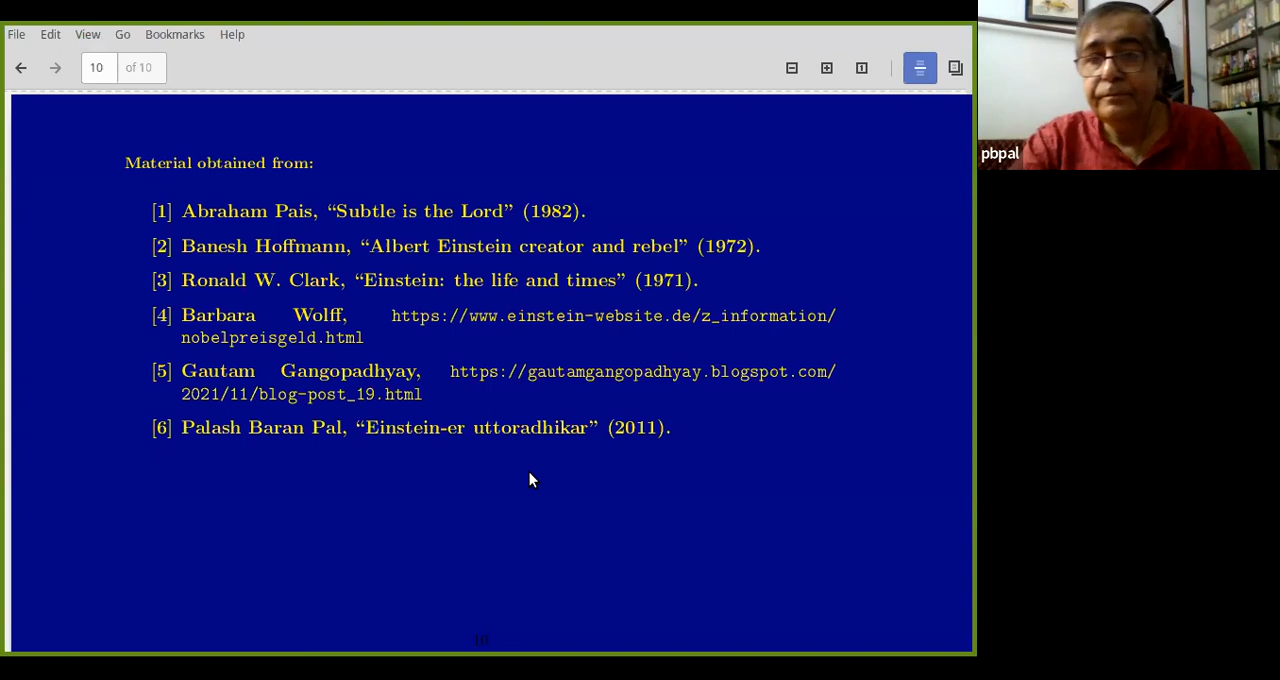 File Edit View Go Bookmarks Help
10 of 10
Material obtained from:
[1] Abraham Pais, “Subtle is the Lord” (1982).
[2] Banesh Hoffmann, “Albert Einstein creator and rebel” (1972).
[3] Ronald W. Clark, “Einstein: the life and times” (1971).
[4] Barbara Wolff, https://www.einstein-website.de/z_information/
nobelpreisgeld.html
[5] Gautam Gangopadhyay, https://gautamgangopadhyay.blogspot.com/
2021/11/blog-post_19.html
[6] Palash Baran Pal, “Einstein-er uttoradhikar” (2011).
10
pbpal